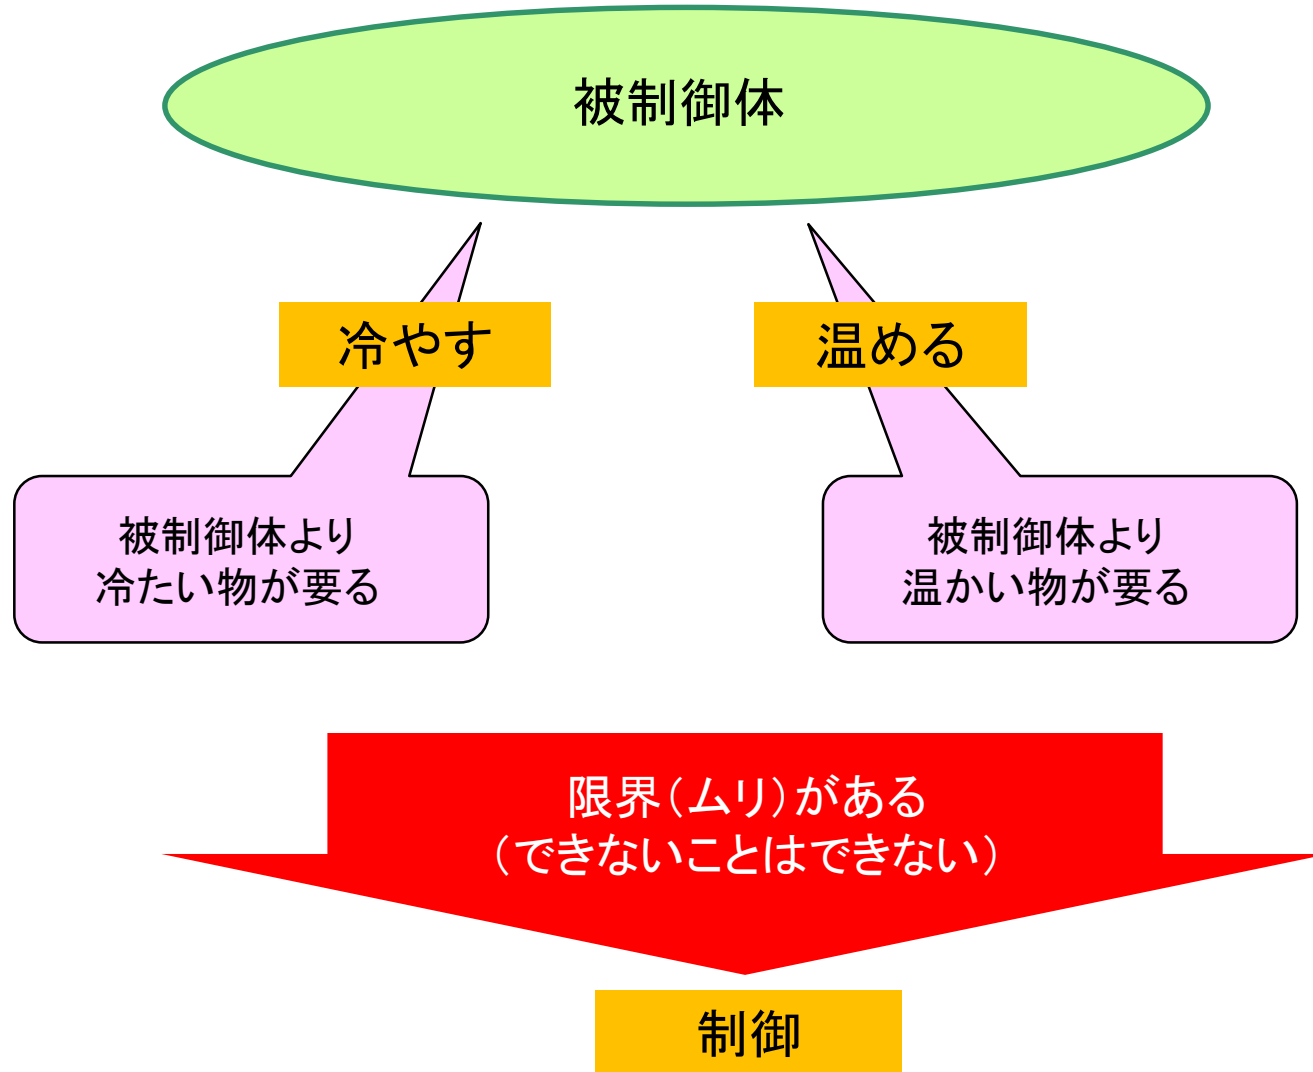 被制御体
冷やす
温める
被制御体より
冷たい物が要る
被制御体より
温かい物が要る
限界（ムリ）がある
（できないことはできない）
制御